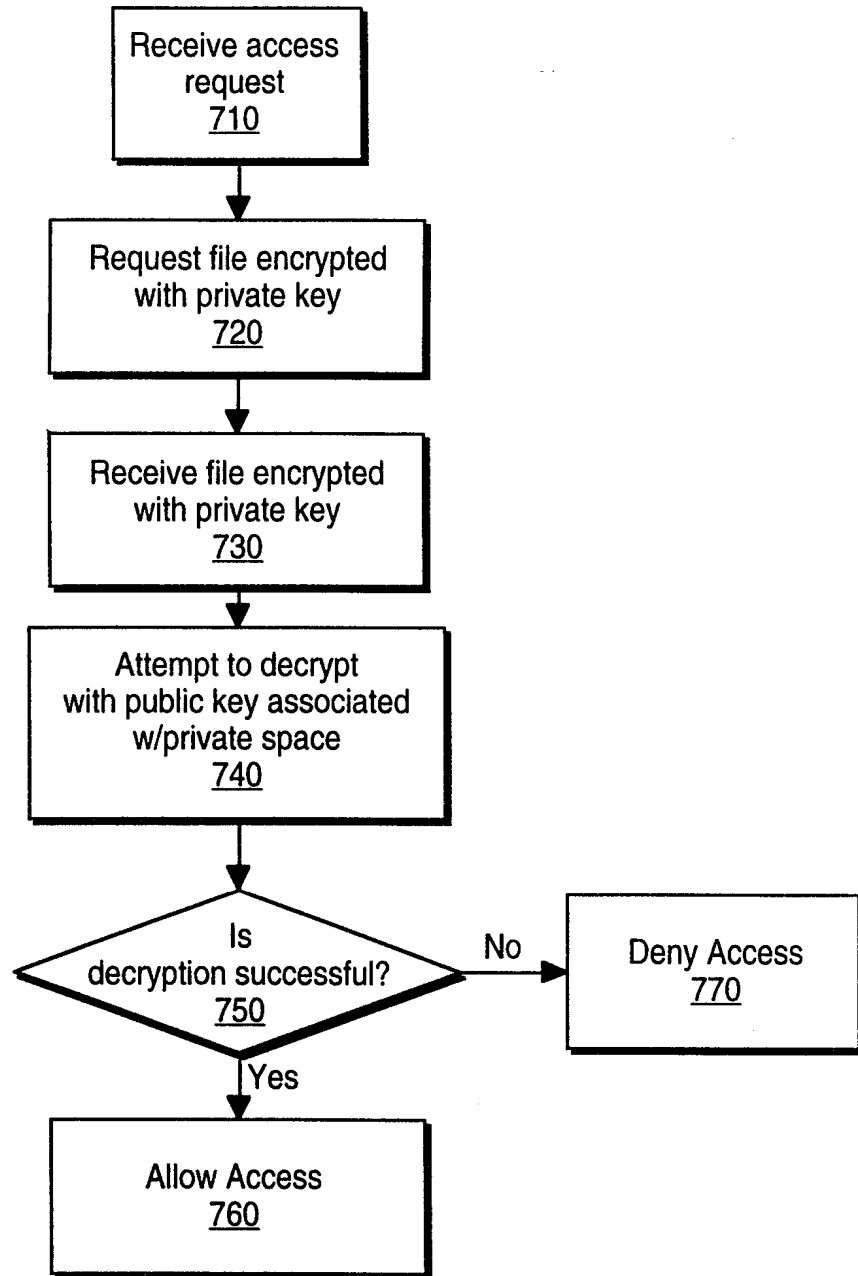 Receive access
request
710
Request file encrypted
with private key
720
Receive file encrypted
with private key
730
Attempt to decrypt
with public key associated
w/private space
740
Is
decryption successful?
750
No
Deny Access
770
Yes
Allow Access
760